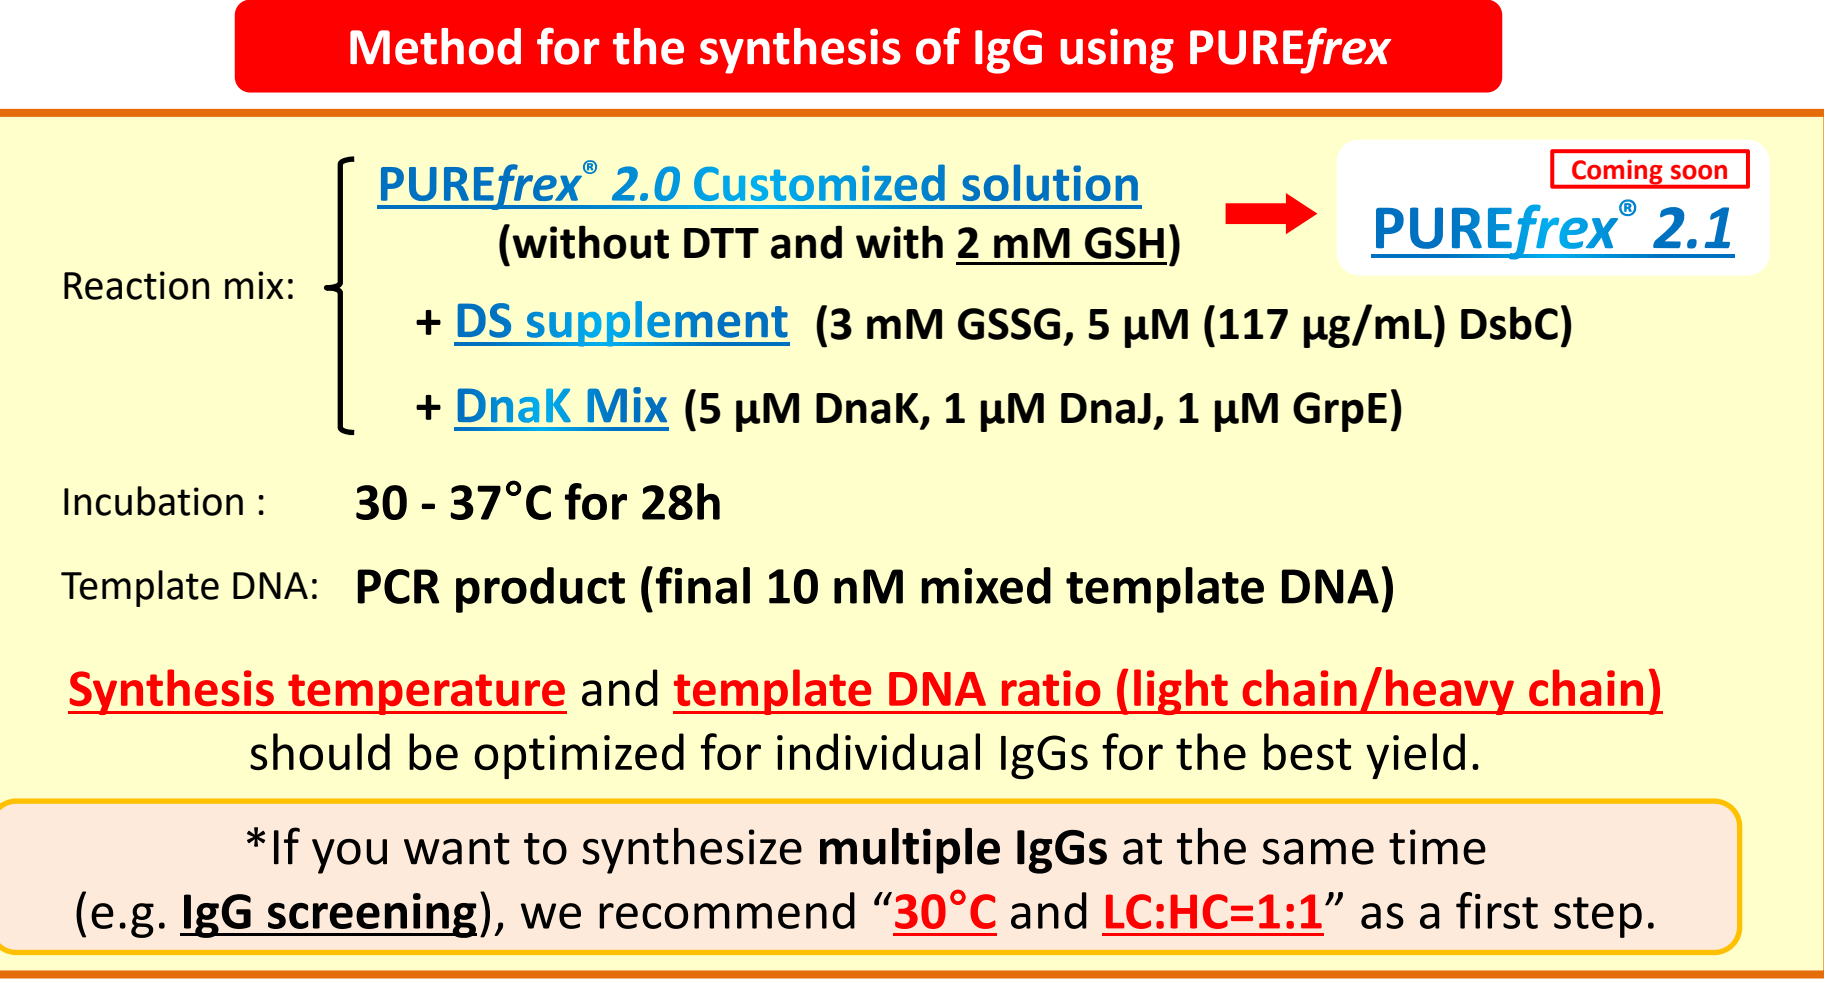 Method for the synthesis of IgG using PUREfrex
Coming soon
PUREfrex® 2.0 Customized solution
PUREfrex® 2.1
(without DTT and with 2 mM GSH)
Reaction mix:
+ DS supplement (3 mM GSSG, 5 μM (117 μg/mL) DsbC)
+ DnaK Mix (5 μM DnaK, 1 μM DnaJ, 1 μM GrpE)
Incubation : 30 - 37°C for 28h
Template DNA: PCR product (final 10 nM mixed template DNA)
Synthesis temperature and template DNA ratio (light chain/heavy chain)
should be optimized for individual IgGs for the best yield.
*If you want to synthesize multiple IgGs at the same time
(e.g. IgG screening), we recommend “30°C and LC:HC=1:1” as a first step.